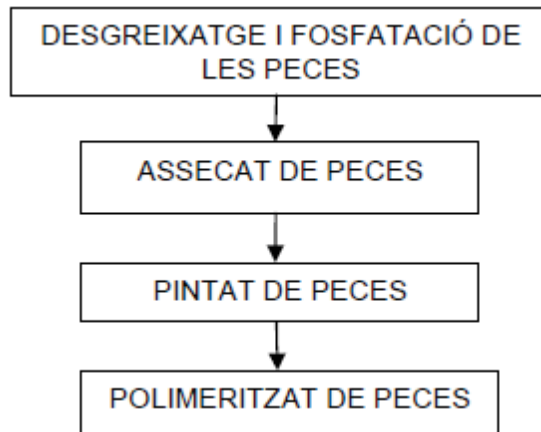 DESGREIXATGE I FOSFATACIÓ DE
LES PECES
ASSECAT DE PECES
PINTAT DE PECES
POLIMERITZAT DE PECES